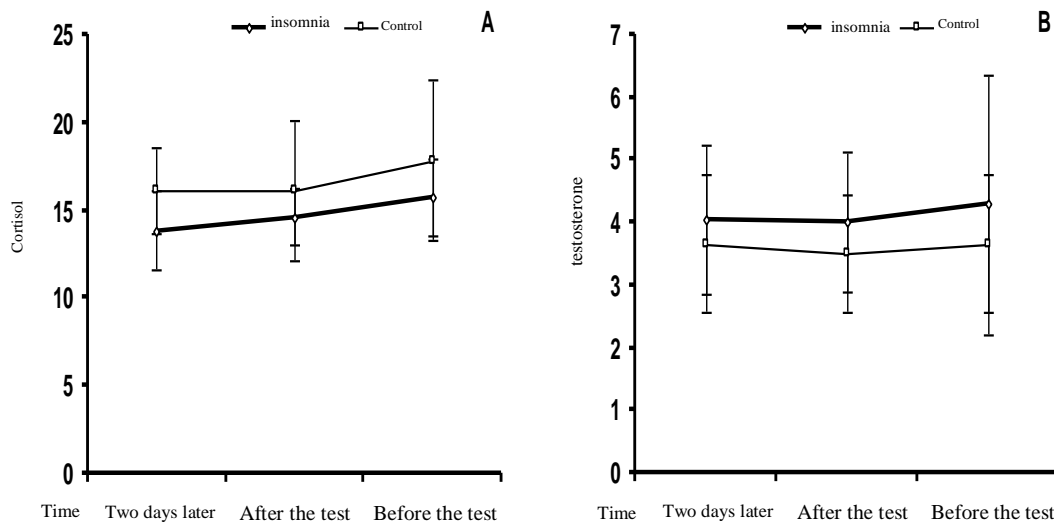 insomnia Control A
25
20
15
10
5
0
Cortisol
Time Two days later After the test Before the test
insomnia Control B
7
6
5
4
3
2
1
0
testosterone
Time Two days later After the test Before the test